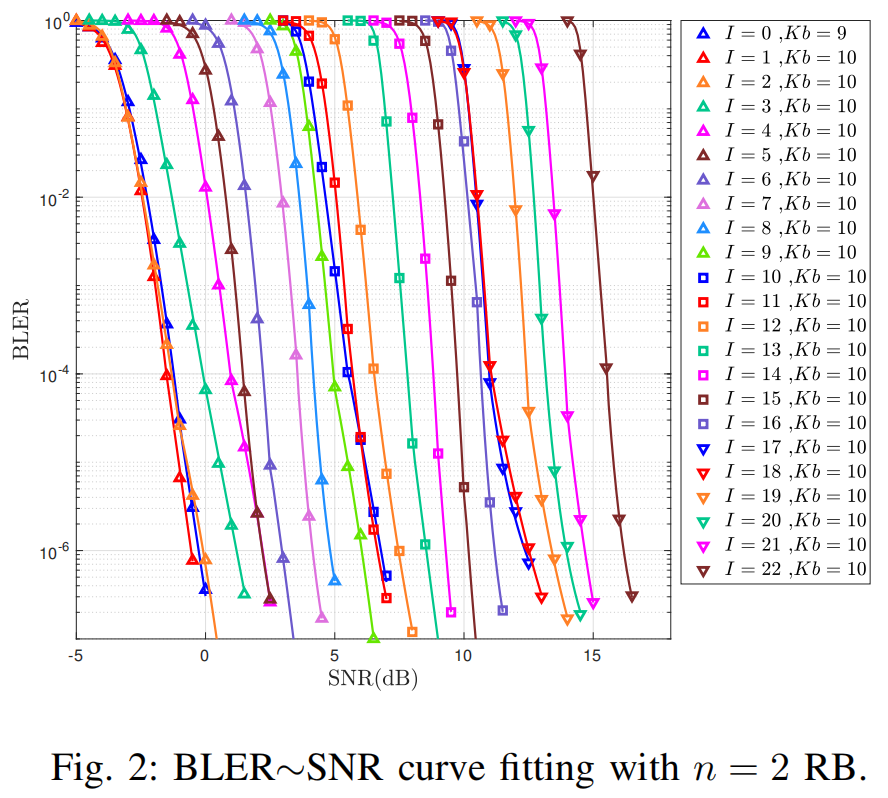 10^0
10^-2
10^-4
10^-6
BLER
-5 0 5 10 15
SNR(dB)
I = 0 ,Kb = 9
I = 1 ,Kb = 10
I = 2 ,Kb = 10
I = 3 ,Kb = 10
I = 4 ,Kb = 10
I = 5 ,Kb = 10
I = 6 ,Kb = 10
I = 7 ,Kb = 10
I = 8 ,Kb = 10
I = 9 ,Kb = 10
I = 10 ,Kb = 10
I = 11 ,Kb = 10
I = 12 ,Kb = 10
I = 13 ,Kb = 10
I = 14 ,Kb = 10
I = 15 ,Kb = 10
I = 16 ,Kb = 10
I = 17 ,Kb = 10
I = 18 ,Kb = 10
I = 19 ,Kb = 10
I = 20 ,Kb = 10
I = 21 ,Kb = 10
I = 22 ,Kb = 10
Fig. 2: BLER~SNR curve fitting with n = 2 RB.